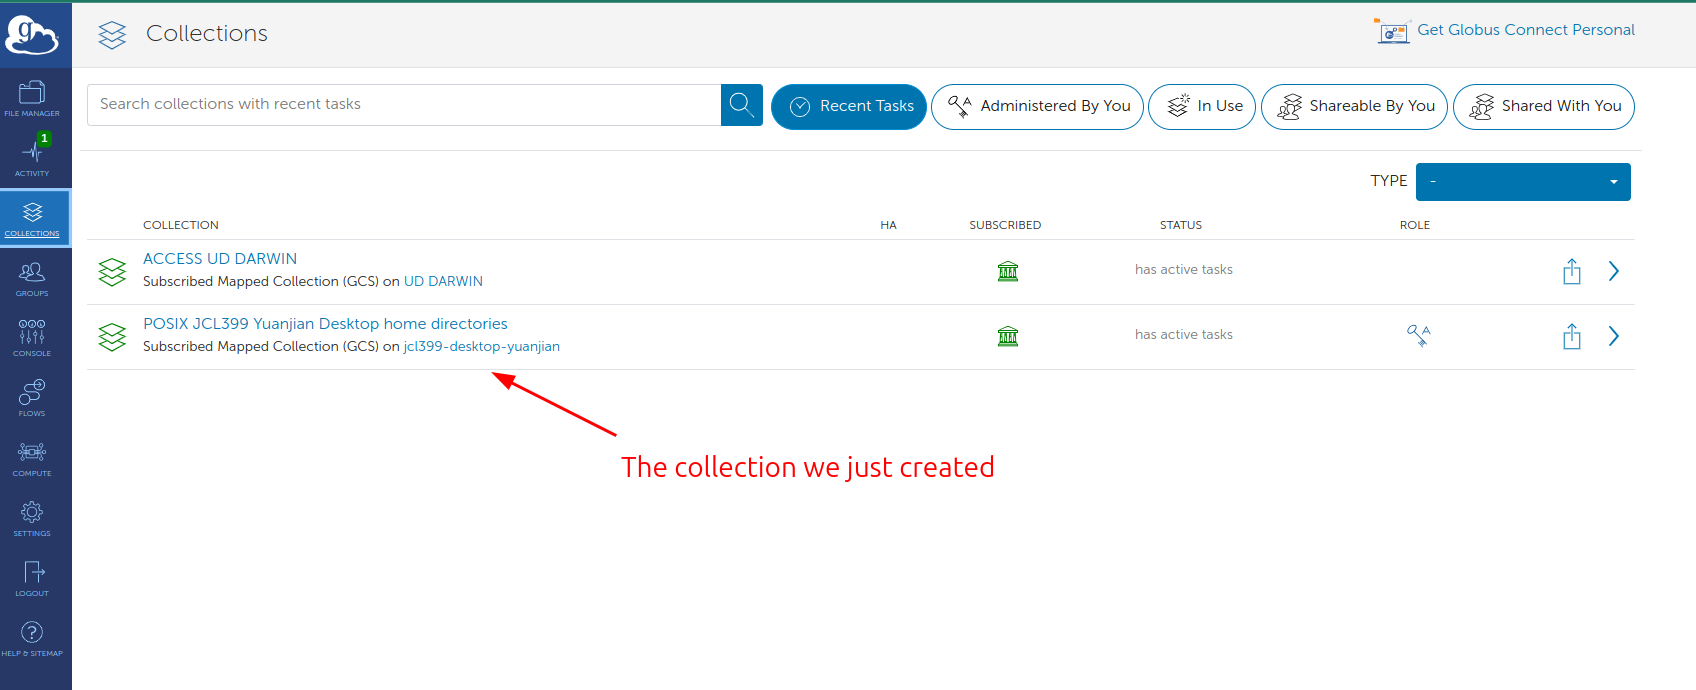 g
Collections
Get Globus Connect Personal
FILE MANAGER
1
ACTIVITY
COLLECTIONS
GROUPS
CONSOLE
FLOWS
COMPUTE
SETTINGS
LOGOUT
?
HELP & SITEMAP
Search collections with recent tasks
Recent Tasks
Administered By You
In Use
Shareable By You
Shared With You
TYPE -
COLLECTION HA SUBSCRIBED STATUS ROLE
ACCESS UD DARWIN
Subscribed Mapped Collection (GCS) on UD DARWIN
has active tasks
POSIX JCL399 Yuanjian Desktop home directories
Subscribed Mapped Collection (GCS) on jcl399-desktop-yuanjian
has active tasks
The collection we just created